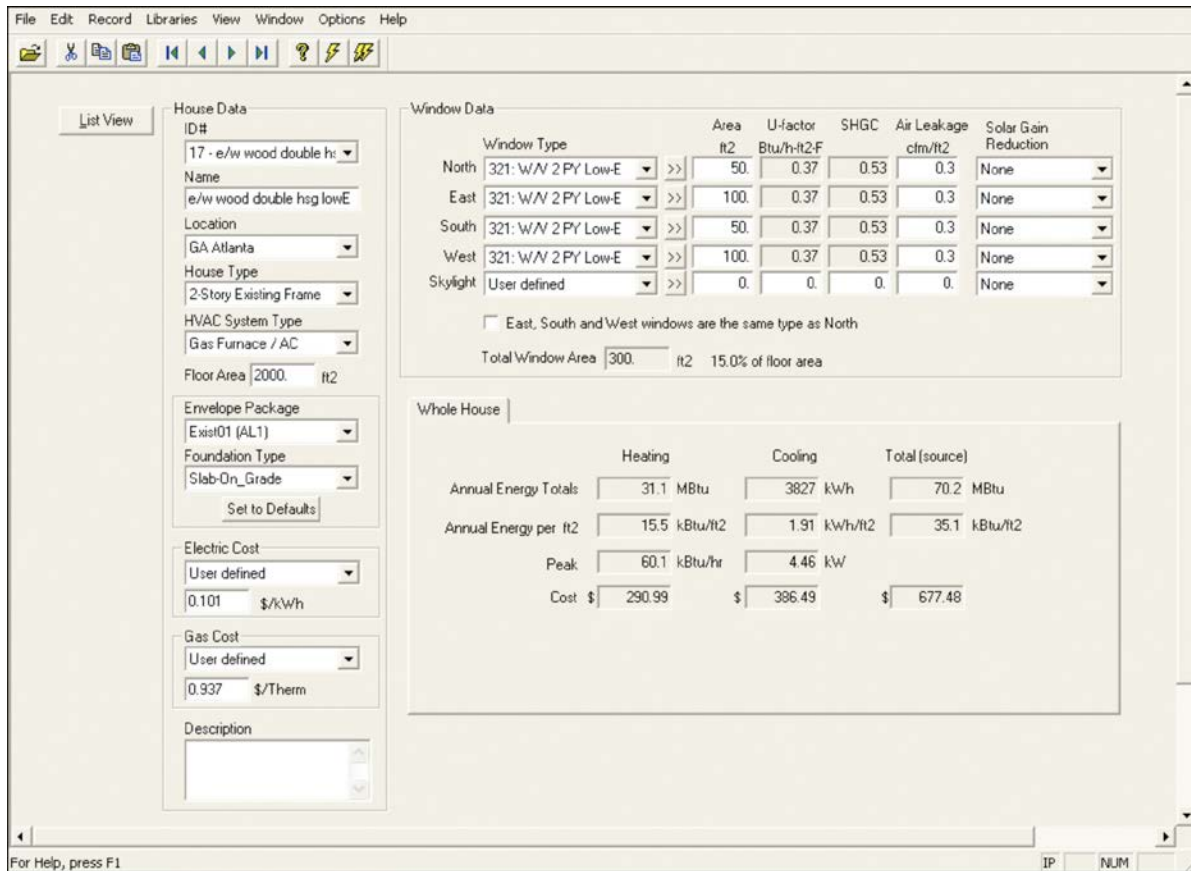 File Edit Record Libraries View Window Options Help
List View
House Data
ID#
17 - e/w wood double h
Name
e/w wood double hsg lowE
Location
GA Atlanta
House Type
2-Story Existing Frame
HVAC System Type
Gas Furnace / AC
Floor Area 2000. ft2
Envelope Package
Exist01 (AL1)
Foundation Type
Slab-On_Grade
Set to Defaults
Electric Cost
User defined
0.101 $/kWh
Gas Cost
User defined
0.937 $/Therm
Description
Window Data
Area U-factor SHGC Air Leakage Solar Gain
Window Type ft2 Btu/h-ft2-F cfm/ft2 Reduction
North 321: W/V 2 PY Low-E >> 50. 0.37 0.53 0.3 None
East 321: W/V 2 PY Low-E >> 100. 0.37 0.53 0.3 None
South 321: W/V 2 PY Low-E >> 50. 0.37 0.53 0.3 None
West 321: W/V 2 PY Low-E >> 100. 0.37 0.53 0.3 None
Skylight User defined >> 0. 0. 0. 0. None
East, South and West windows are the same type as North
Total Window Area 300. ft2 15.0% of floor area
Whole House
Heating Cooling Total (source)
Annual Energy Totals 31.1 MBtu 3827 kWh 70.2 MBtu
Annual Energy per ft2 15.5 kBtu/ft2 1.91 kWh/ft2 35.1 kBtu/ft2
Peak 60.1 kBtu/hr 4.46 kW
Cost $ 290.99 $ 386.49 $ 677.48
For Help, press F1 IP NUM